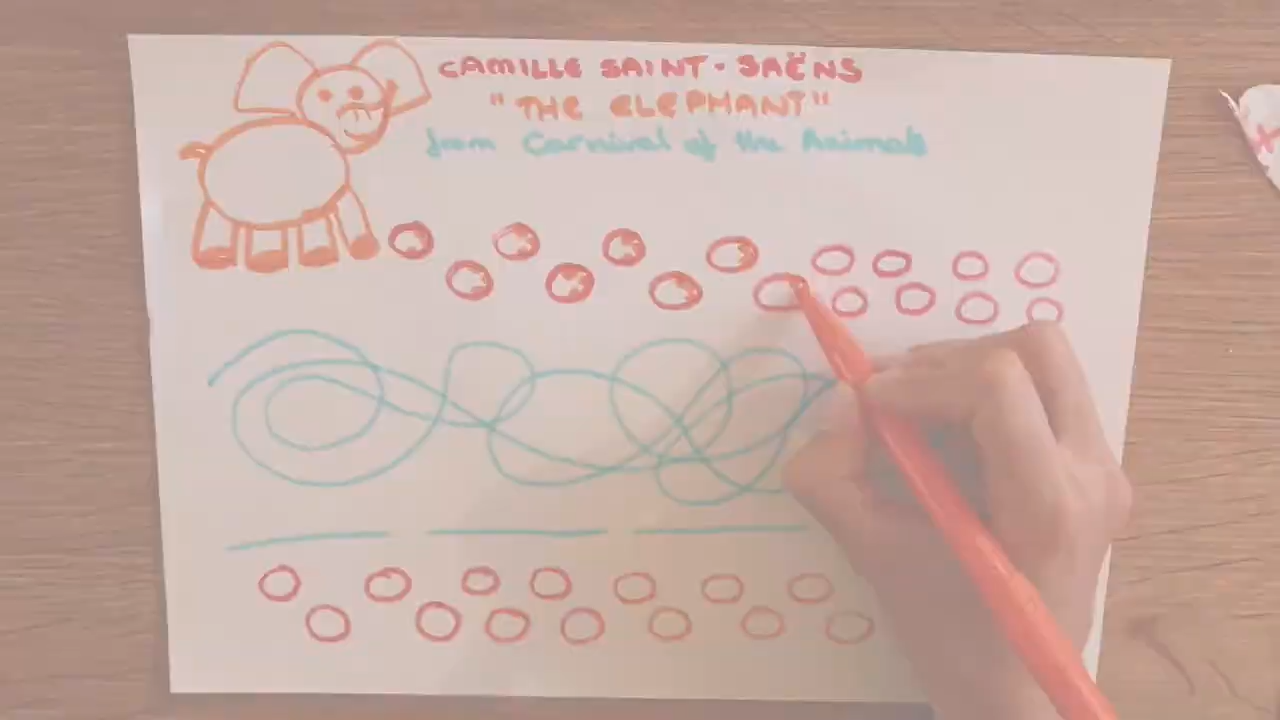 CAMILLE SAINT-SAËNS
"THE ELEPHANT"
from Carnival of the Animals